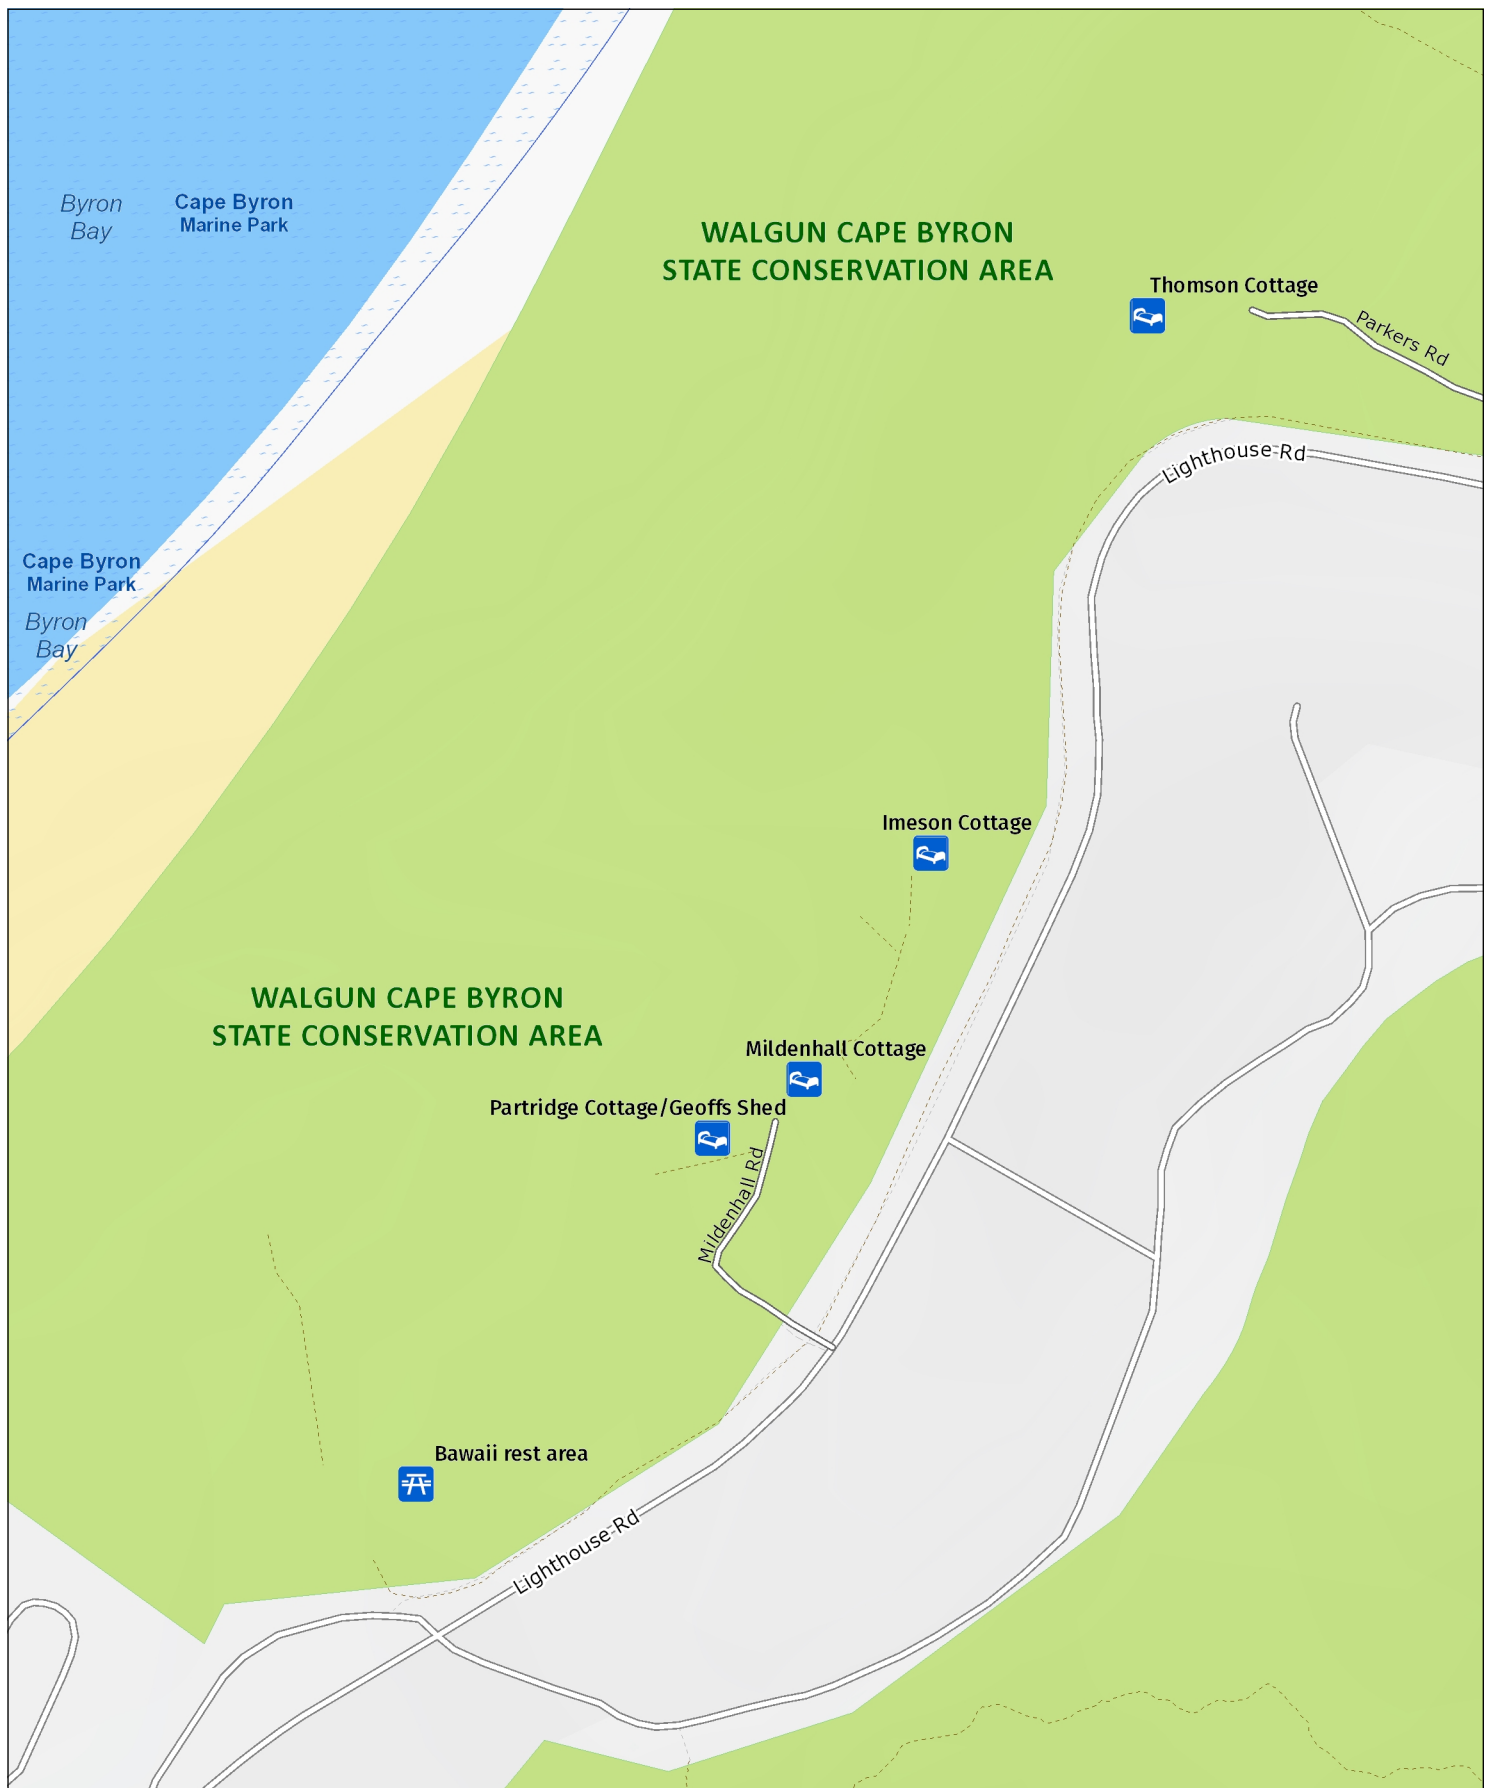 Byron
Bay
Cape Byron
Marine Park
WALGUN CAPE BYRON
STATE CONSERVATION AREA
Thomson Cottage
Parkers Rd
Lighthouse Rd
Cape Byron
Marine Park
Byron
Bay
Imeson Cottage
WALGUN CAPE BYRON
STATE CONSERVATION AREA
Mildenhall Cottage
Partridge Cottage/Geoffs Shed
Mildenhall Rd
Bawaii rest area
Lighthouse Rd